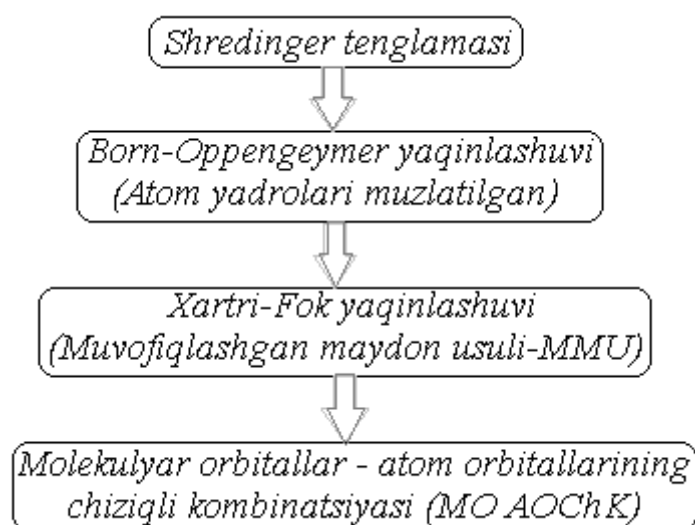 Shredinger tenglamasi
Born-Oppengeymer yaqinlashuvi
(Atom yadrolari muzlatilgan)
Xartri-Fok yaqinlashuvi
(Muvofiqlashgan maydon usuli-MMU)
Molekulyar orbitallar - atom orbitallarining
chiziqli kombinatsiyasi (MO AOChK)